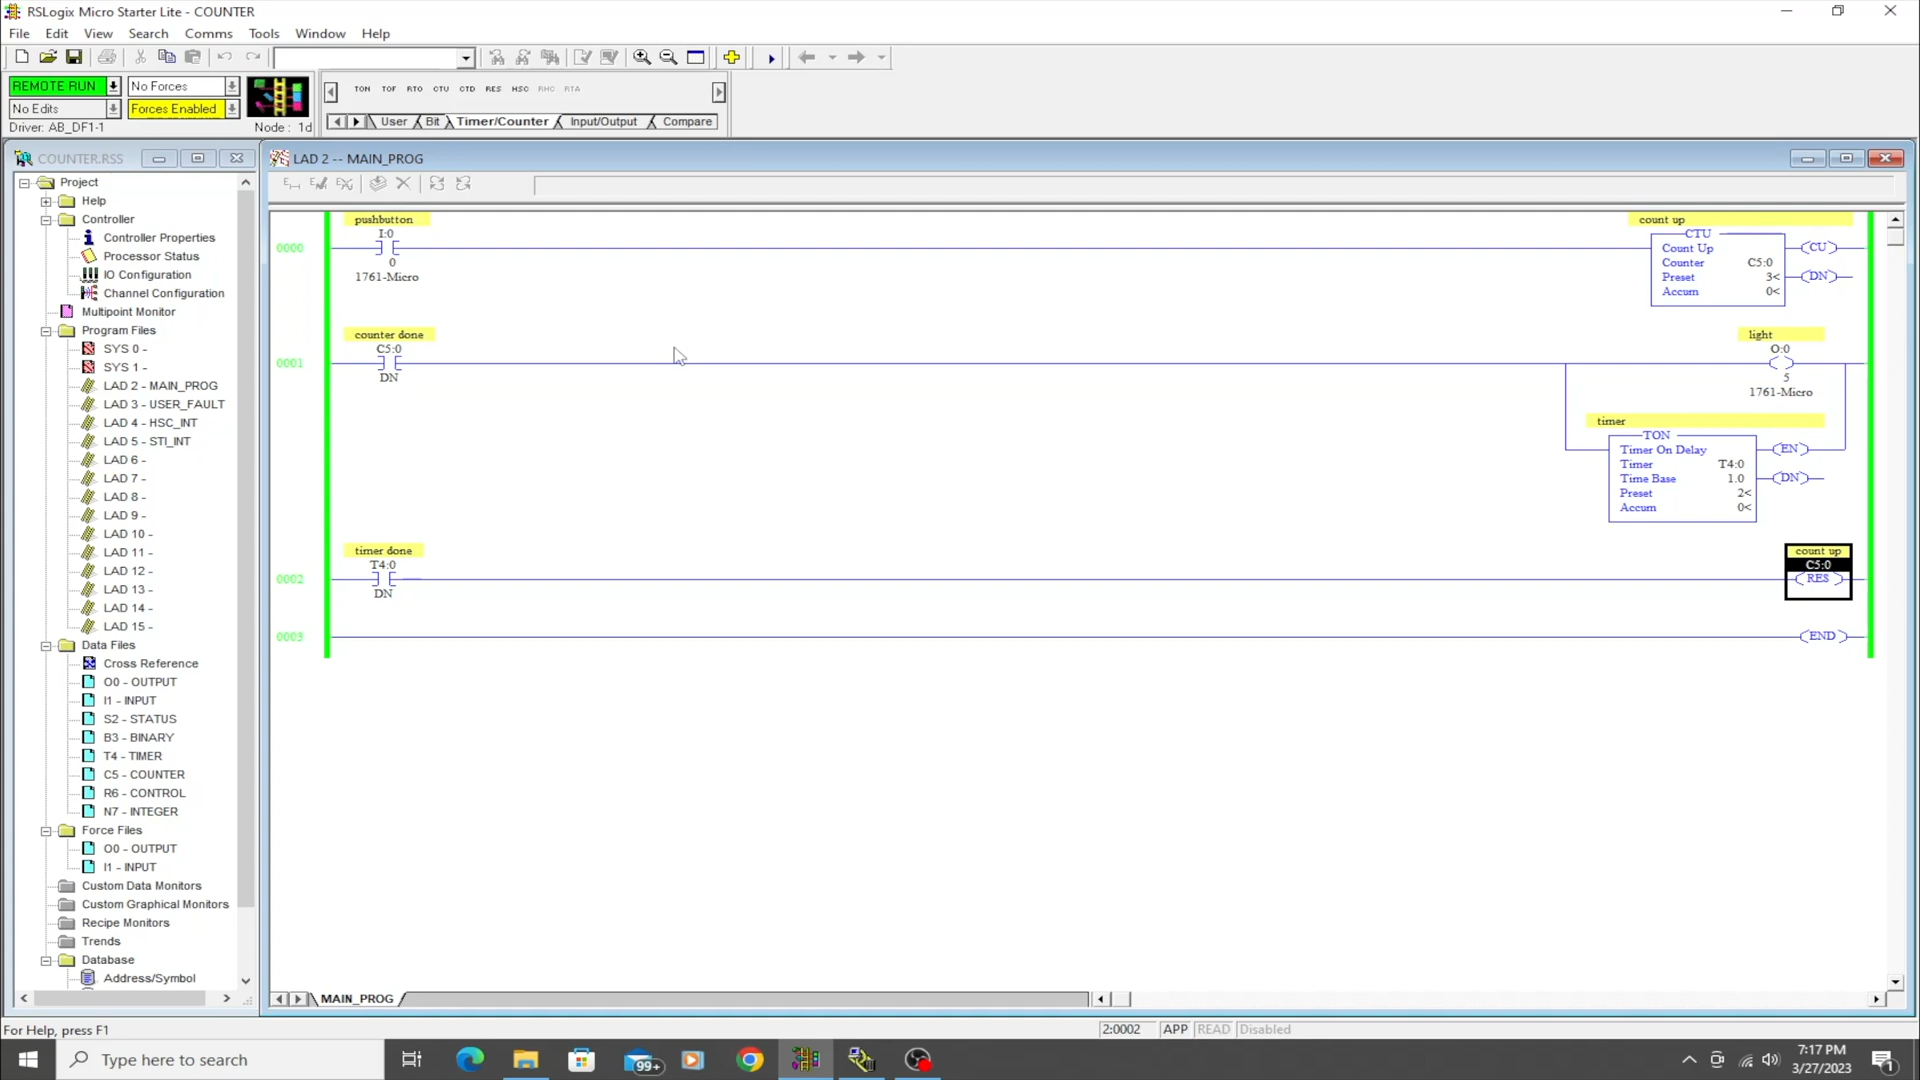 RSLogix Micro Starter Lite - COUNTER
File Edit View Search Comms Tools Window Help
REMOTE RUN No Forces
No Edits Forces Enabled
Driver: AB_DF1-1 Node : 1d
TON TOF RTO CTU CTD RES HSC RHC RTA
User Bit Timer/Counter Input/Output Compare
COUNTER.RSS
Project
Help
Controller
Controller Properties
Processor Status
IO Configuration
Channel Configuration
Multipoint Monitor
Program Files
SYS 0 -
SYS 1 -
LAD 2 - MAIN_PROG
LAD 3 - USER_FAULT
LAD 4 - HSC_INT
LAD 5 - STI_INT
LAD 6 -
LAD 7 -
LAD 8 -
LAD 9 -
LAD 10 -
LAD 11 -
LAD 12 -
LAD 13 -
LAD 14 -
LAD 15 -
Data Files
Cross Reference
O0 - OUTPUT
I1 - INPUT
S2 - STATUS
B3 - BINARY
T4 - TIMER
C5 - COUNTER
R6 - CONTROL
N7 - INTEGER
Force Files
O0 - OUTPUT
I1 - INPUT
Custom Data Monitors
Custom Graphical Monitors
Recipe Monitors
Trends
Database
Address/Symbol
LAD 2 -- MAIN_PROG
pushbutton count up
I:0 CTU
0000 Count Up CU
0 Counter C5:0
1761-Micro Preset 3< DN
Accum 0<
counter done light
C5:0 O:0
0001
DN 5
1761-Micro
timer
TON
Timer On Delay EN
Timer T4:0
Time Base 1.0 DN
Preset 2<
Accum 0<
timer done count up
T4:0 C5:0
0002 RES
DN
0003 END
MAIN_PROG
For Help, press F1 2:0002 APP READ Disabled
Type here to search 99+ 7:17 PM
3/27/2023 1